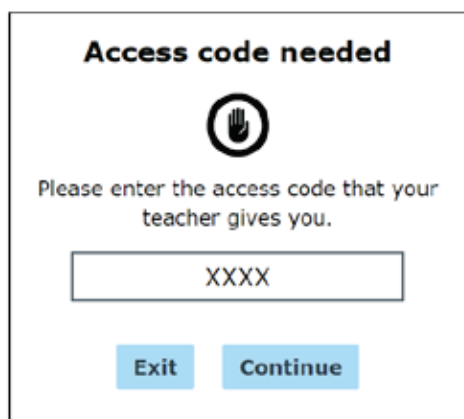 Access code needed
Please enter the access code that your
teacher gives you.
XXXX
Exit Continue